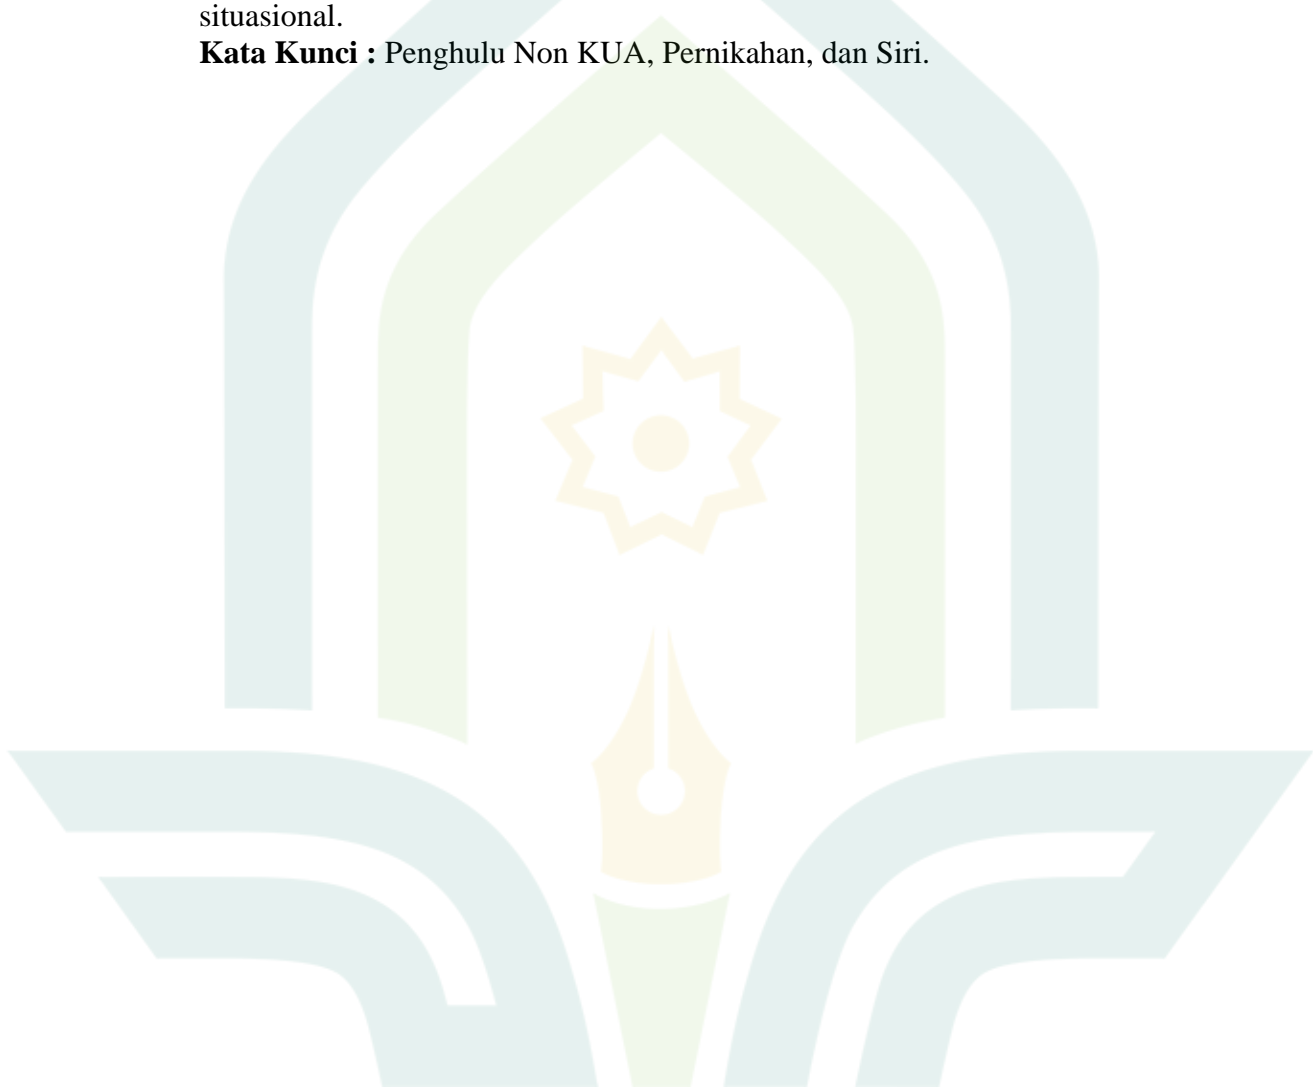 situasional.
Kata Kunci : Penghulu Non KUA, Pernikahan, dan Siri.